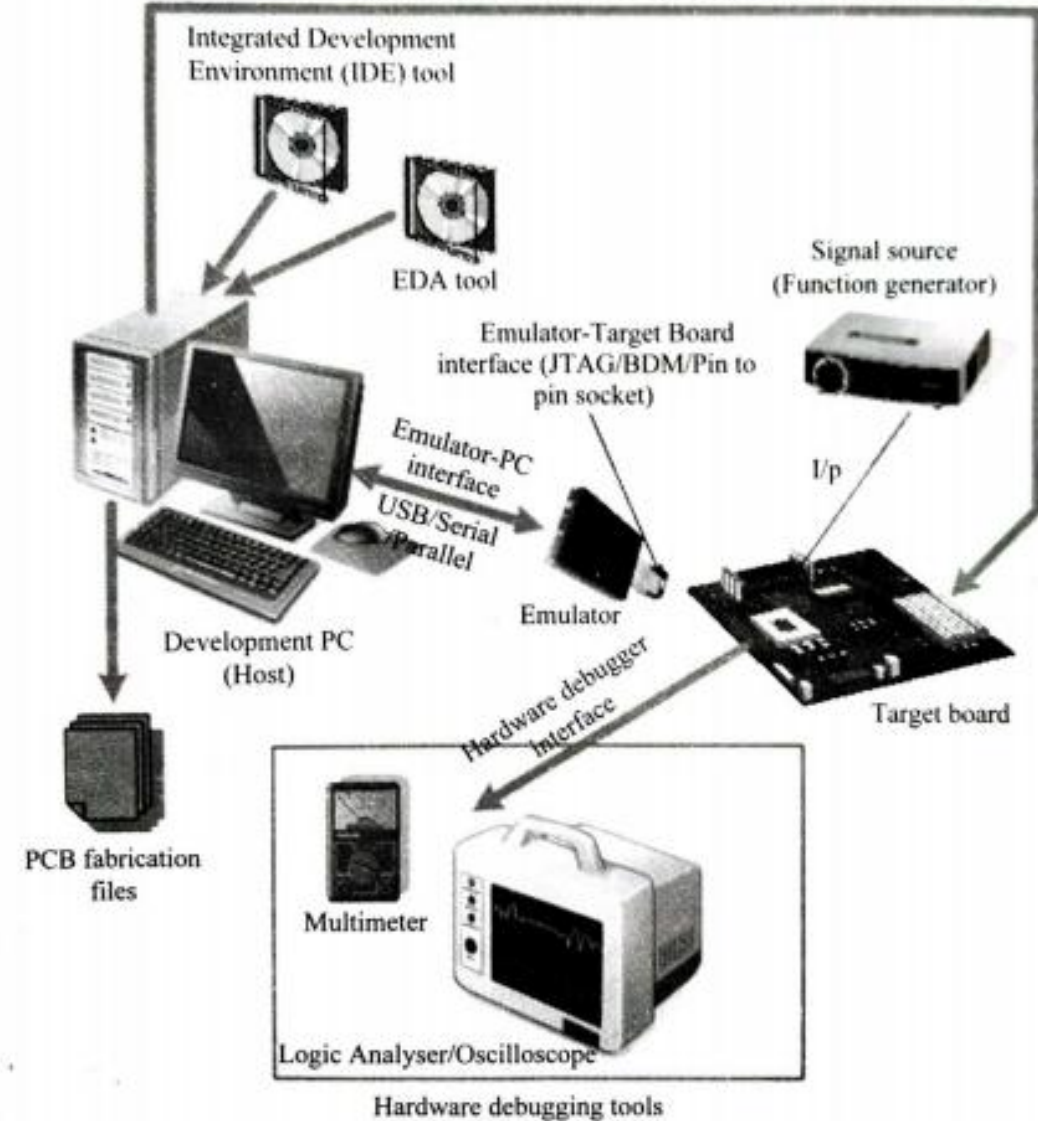 Integrated Development
Environment (IDE) tool
EDA tool
Signal source
(Function generator)
Emulator-Target Board
interface (JTAG/BDM/Pin to
pin socket)
I/p
Emulator-PC
interface
USB/Serial
/Parallel
Emulator
Development PC
(Host)
Target board
Hardware debugger
interface
PCB fabrication
files
Multimeter
Logic Analyser/Oscilloscope
Hardware debugging tools